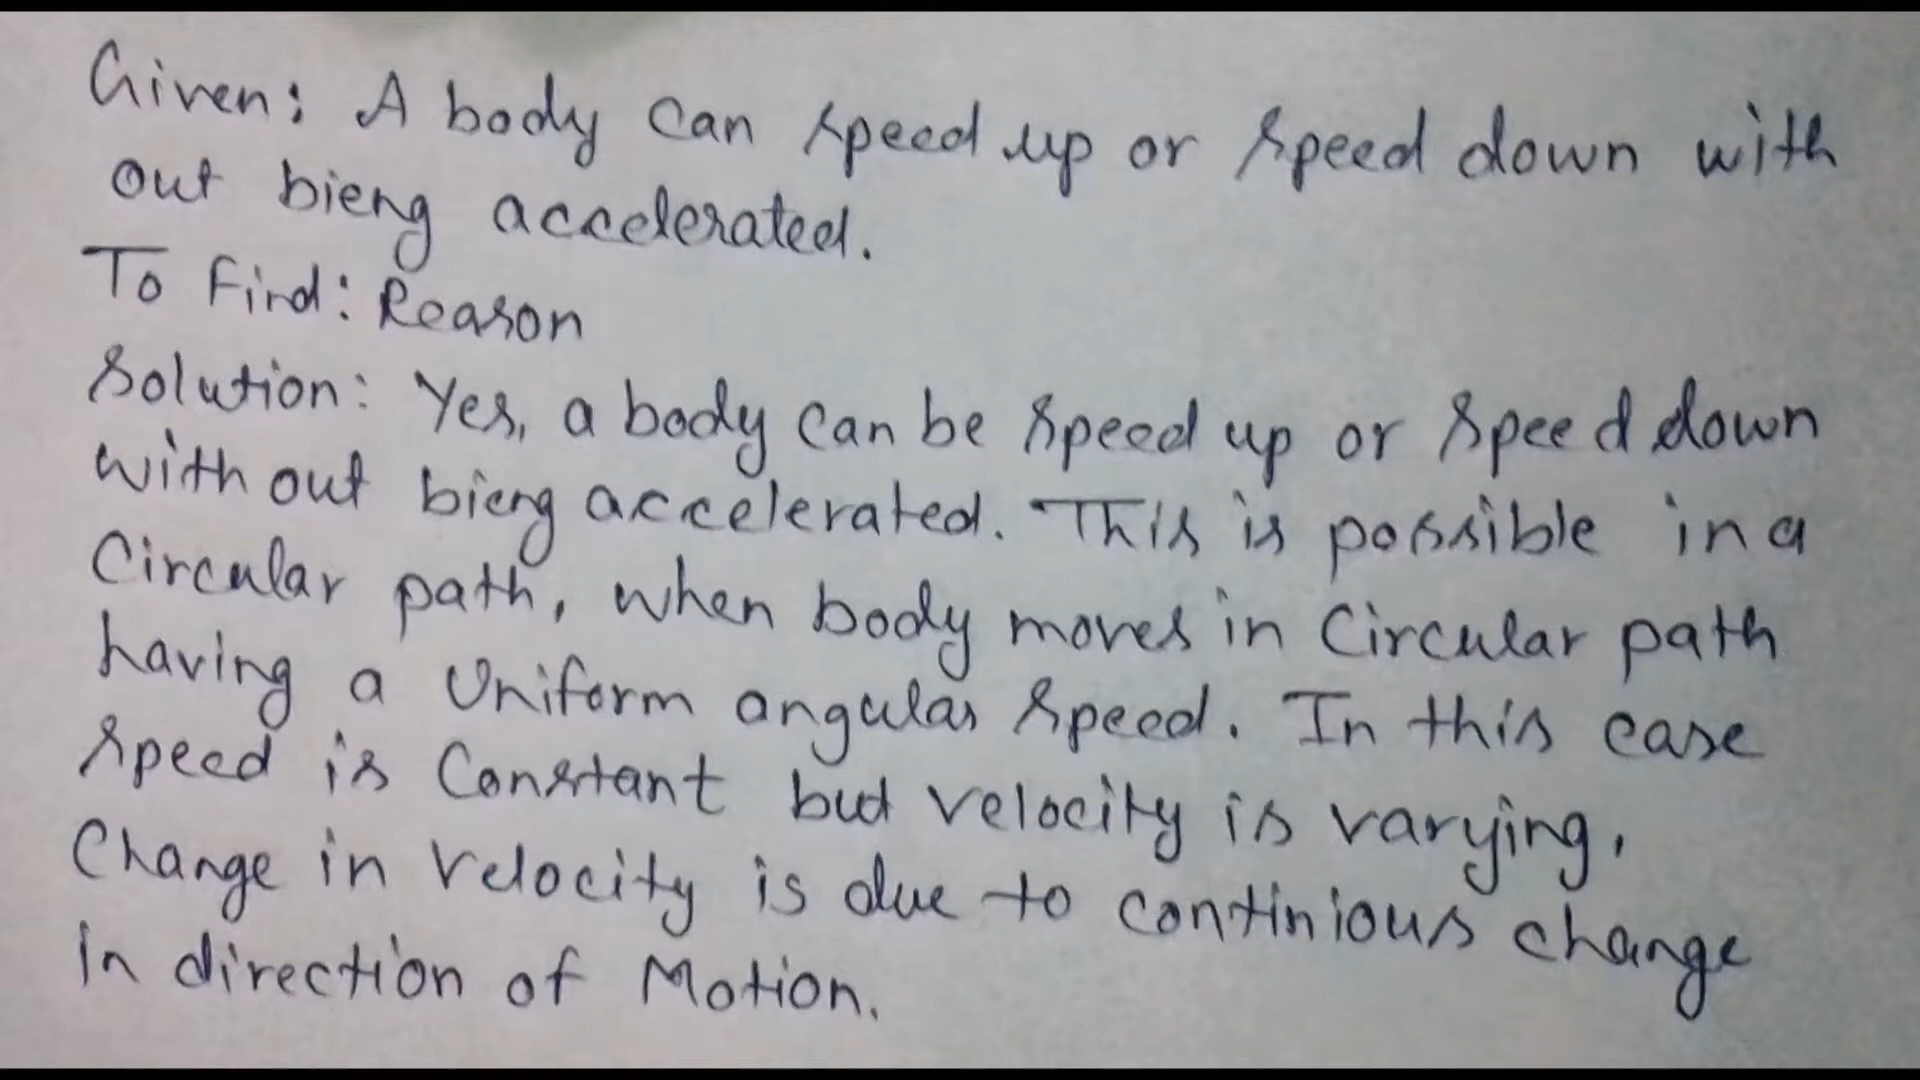 Given: A body can speed up or speed down with
out bieng accelerated.
To Find: Reason
Solution: Yes, a body can be speed up or speed down
with out bieng accelerated. This is possible in a
Circular path, when body moves in Circular path
having a Uniform angular speed. In this case
speed is Constant but velocity is varying.
Change in velocity is due to continious change
in direction of Motion.